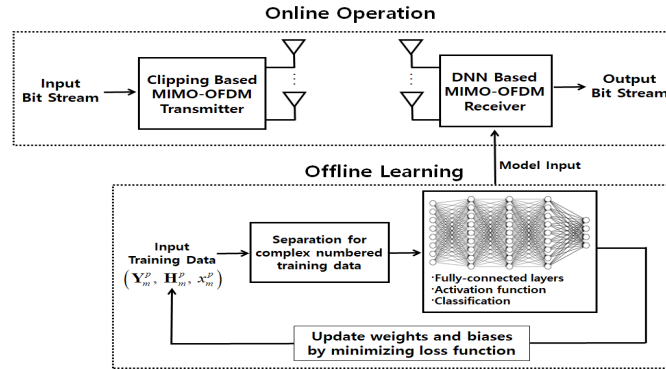 Online Operation
Input
Bit Stream
Clipping Based
MIMO-OFDM
Transmitter
DNN Based
MIMO-OFDM
Receiver
Output
Bit Stream
Model Input
Offline Learning
Input
Training Data
(Y_m^p, H_m^p, x_m^p)
Separation for
complex numbered
training data
·Fully-connected layers
·Activation function
·Classification
Update weights and biases
by minimizing loss function